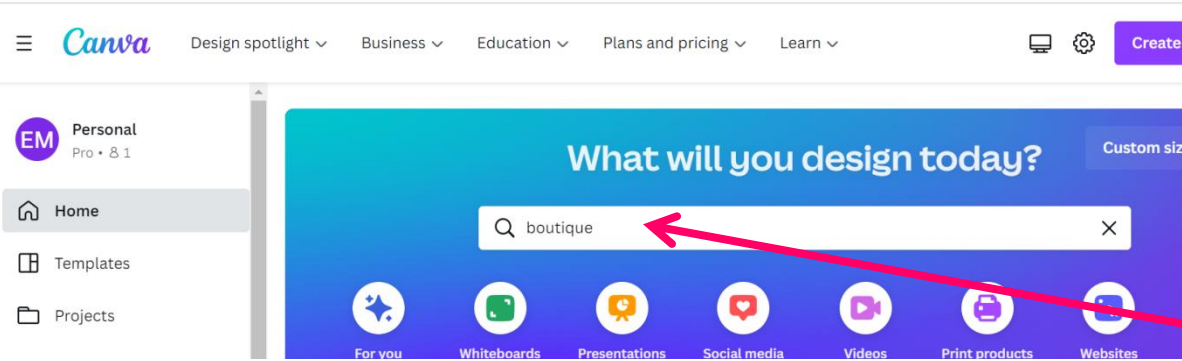 Canva
Design spotlight
Business
Education
Plans and pricing
Learn
Create
EM
Personal
Pro • 1
Home
Templates
Projects
What will you design today?
Custom siz
boutique
For you
Whiteboards
Presentations
Social media
Videos
Print products
Websites